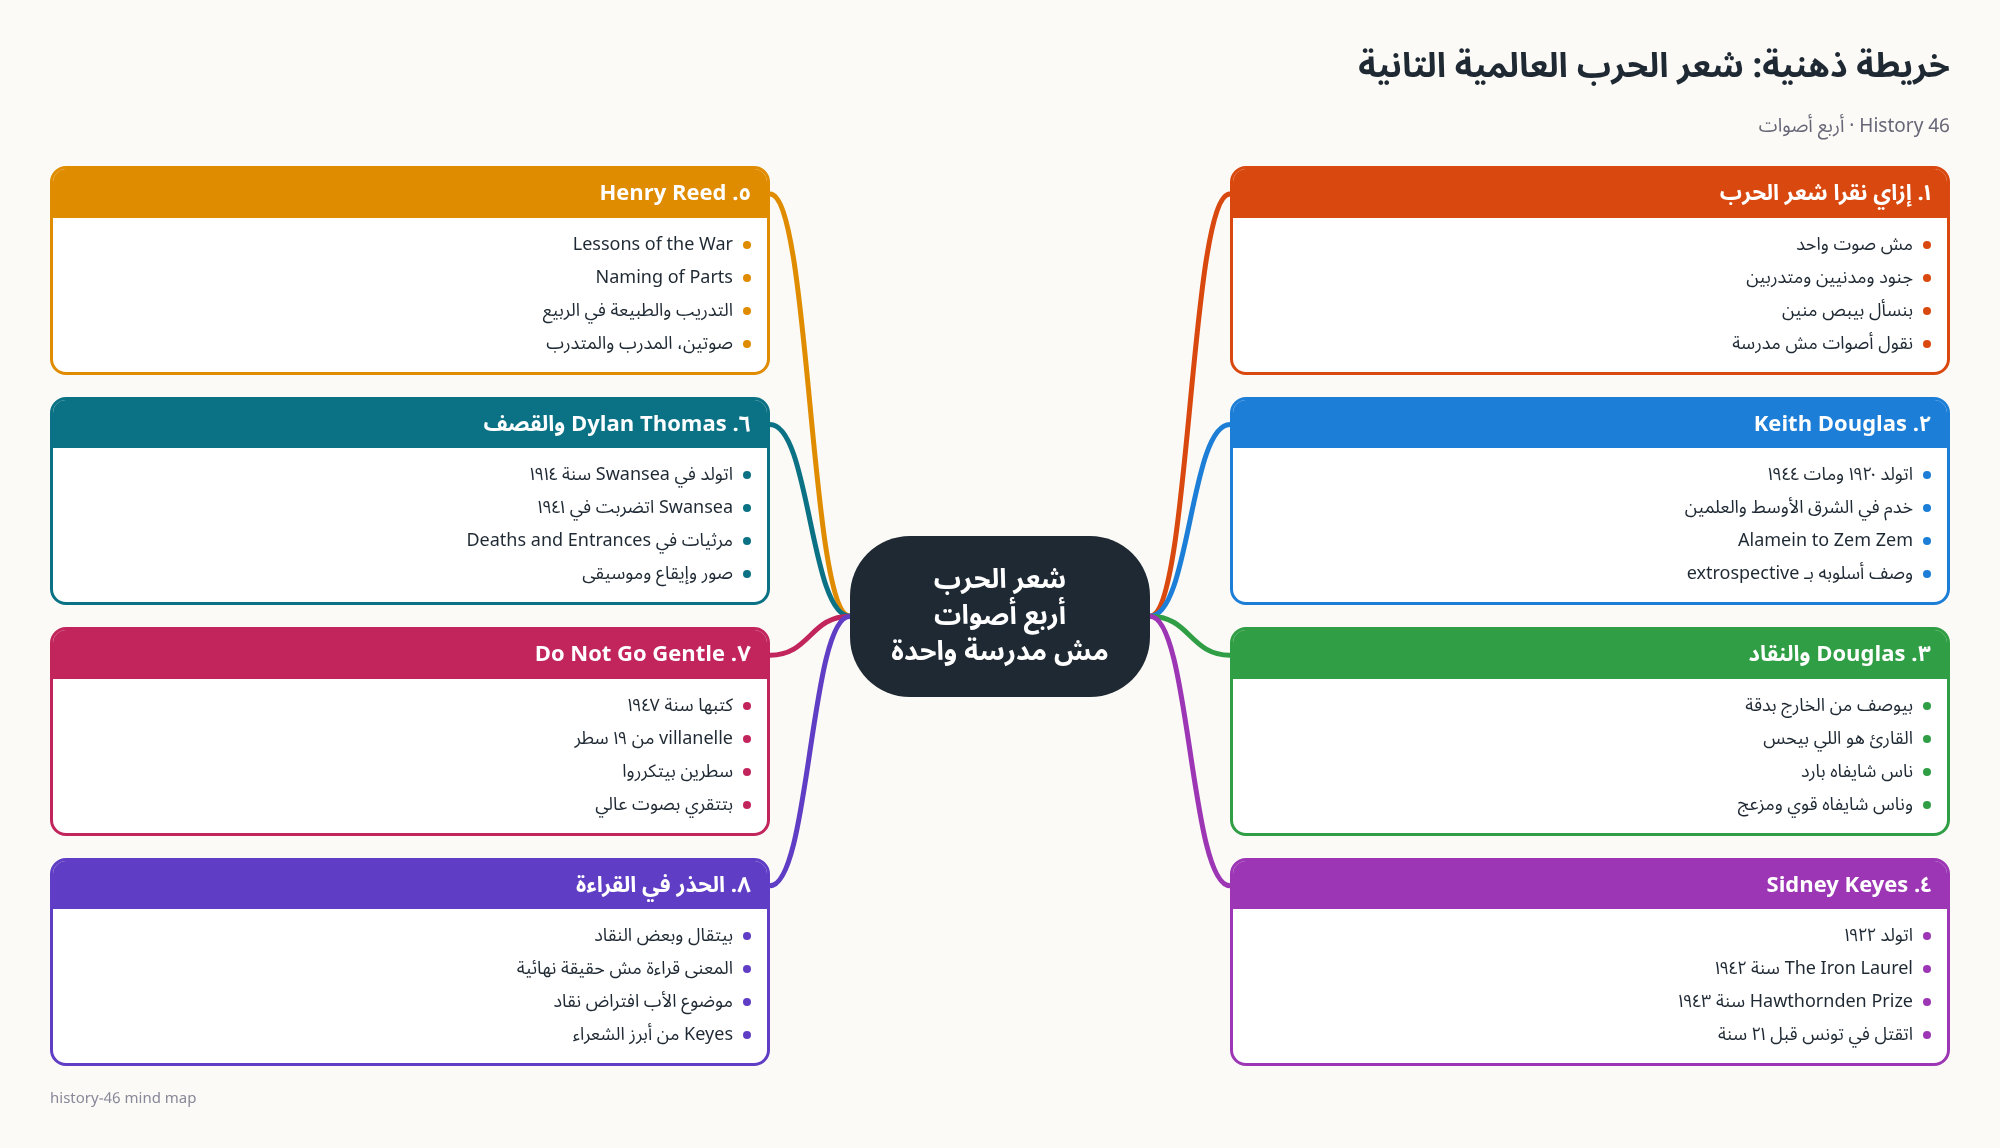 خريطة ذهنية: شعر الحرب العالمية التانية
History 46 · أربع أصوات
١. إزاي نقرا شعر الحرب
مش صوت واحد
جنود ومدنيين ومتدربين
بنسأل بيبص منين
نقول أصوات مش مدرسة
٢. Keith Douglas
اتولد ١٩٢٠ ومات ١٩٤٤
خدم في الشرق الأوسط والعلمين
Alamein to Zem Zem
وصف أسلوبه بـ extrospective
٣. Douglas والنقاد
بيوصف من الخارج بدقة
القارئ هو اللي بيحس
ناس شايفاه بارد
وناس شايفاه قوي ومزعج
٤. Sidney Keyes
اتولد ١٩٢٢
The Iron Laurel سنة ١٩٤٢
Hawthornden Prize سنة ١٩٤٣
اتقتل في تونس قبل ٢١ سنة
شعر الحرب
أربع أصوات
مش مدرسة واحدة
٥. Henry Reed
Lessons of the War
Naming of Parts
التدريب والطبيعة في الربيع
صوتين، المدرب والمتدرب
٦. Dylan Thomas والقصف
اتولد في Swansea سنة ١٩١٤
Swansea اتضربت في ١٩٤١
مرثيات في Deaths and Entrances
صور وإيقاع وموسيقى
٧. Do Not Go Gentle
كتبها سنة ١٩٤٧
villanelle من ١٩ سطر
سطرين بيتكرروا
بتتقري بصوت عالي
٨. الحذر في القراءة
بيتقال وبعض النقاد
المعنى قراءة مش حقيقة نهائية
موضوع الأب افتراض نقاد
Keyes من أبرز الشعراء
history-46 mind map